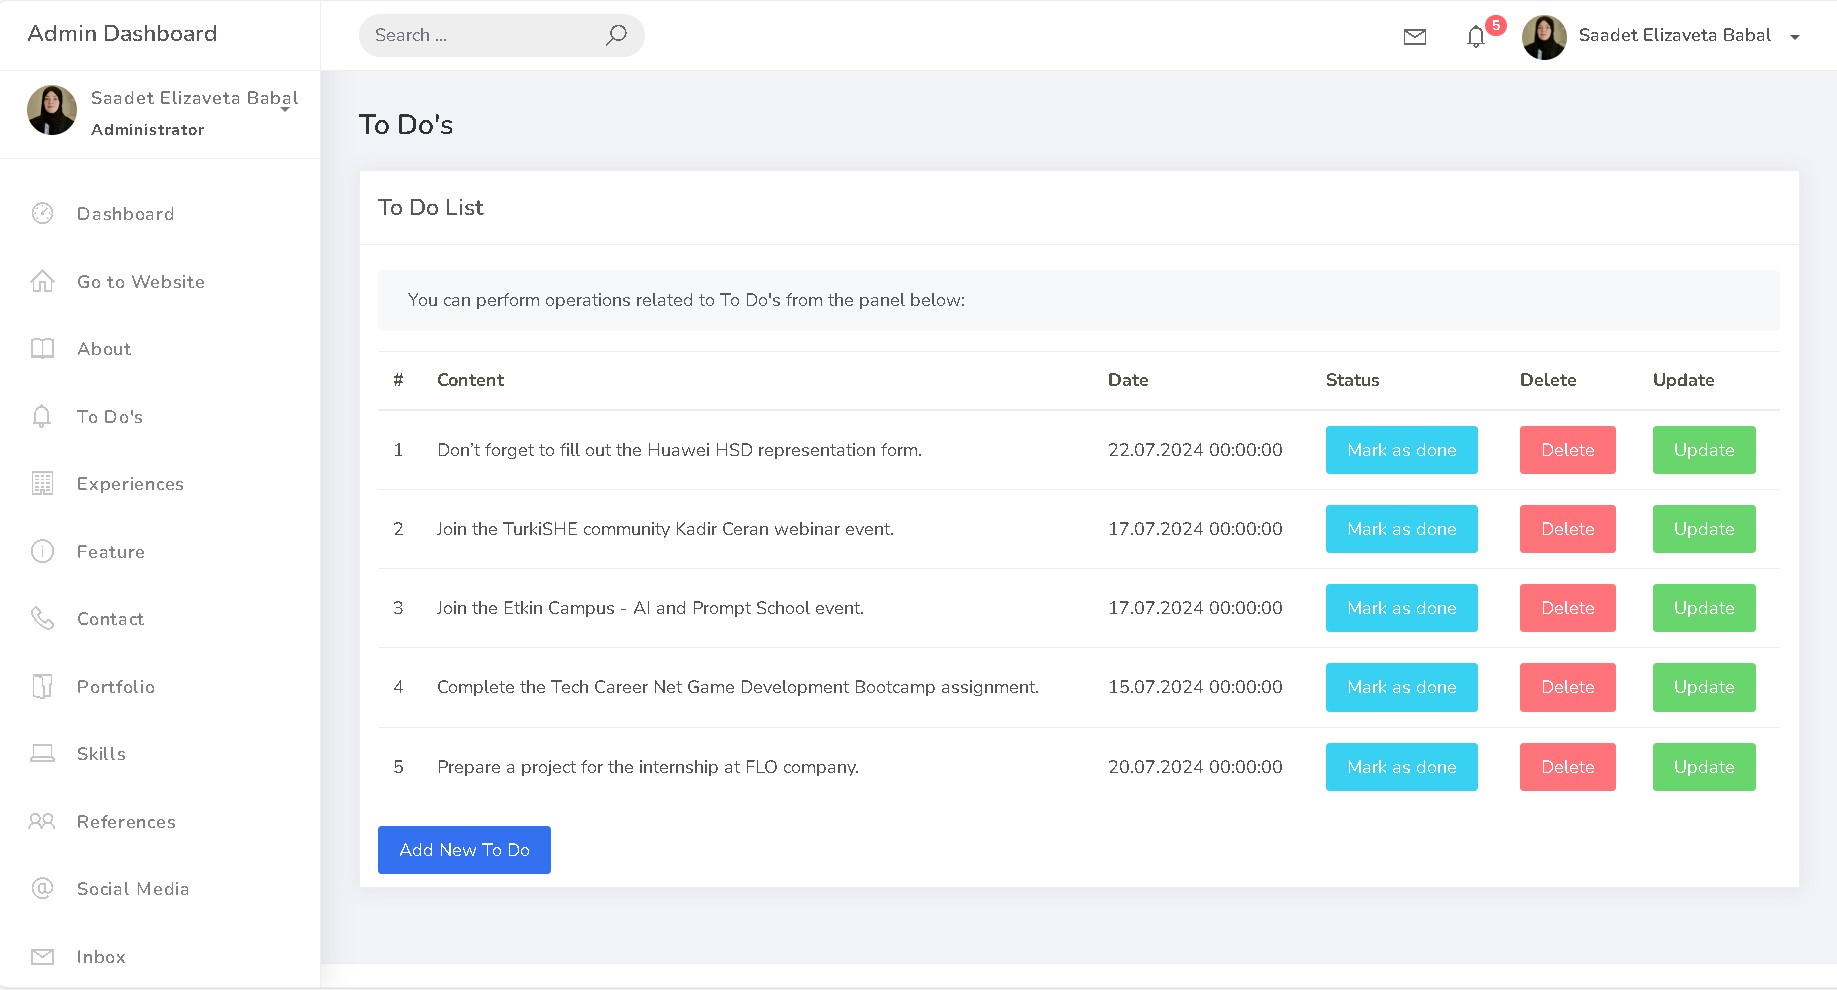 Admin Dashboard
Search ...
5
Saadet Elizaveta Babal
Saadet Elizaveta Babal
Administrator
Dashboard
Go to Website
About
To Do's
Experiences
Feature
Contact
Portfolio
Skills
References
Social Media
Inbox
To Do's
To Do List
You can perform operations related to To Do's from the panel below:
# Content Date Status Delete Update
1 Don’t forget to fill out the Huawei HSD representation form. 22.07.2024 00:00:00 Mark as done Delete Update
2 Join the TurkiSHE community Kadir Ceran webinar event. 17.07.2024 00:00:00 Mark as done Delete Update
3 Join the Etkin Campus - AI and Prompt School event. 17.07.2024 00:00:00 Mark as done Delete Update
4 Complete the Tech Career Net Game Development Bootcamp assignment. 15.07.2024 00:00:00 Mark as done Delete Update
5 Prepare a project for the internship at FLO company. 20.07.2024 00:00:00 Mark as done Delete Update
Add New To Do